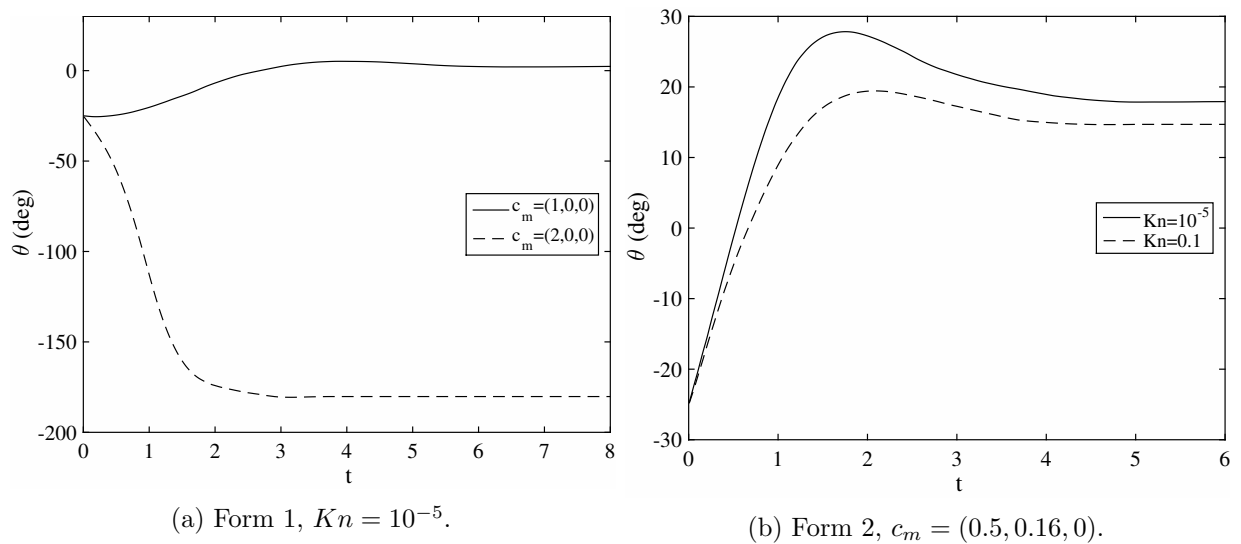 0
-50
-100
-150
-200
θ (deg)
0 1 2 3 4 5 6 7 8
t
c_m=(1,0,0)
c_m=(2,0,0)
(a) Form 1, Kn = 10⁻⁵.
30
20
10
0
-10
-20
-30
θ (deg)
0 1 2 3 4 5 6
t
Kn=10⁻⁵
Kn=0.1
(b) Form 2, c_m = (0.5, 0.16, 0).